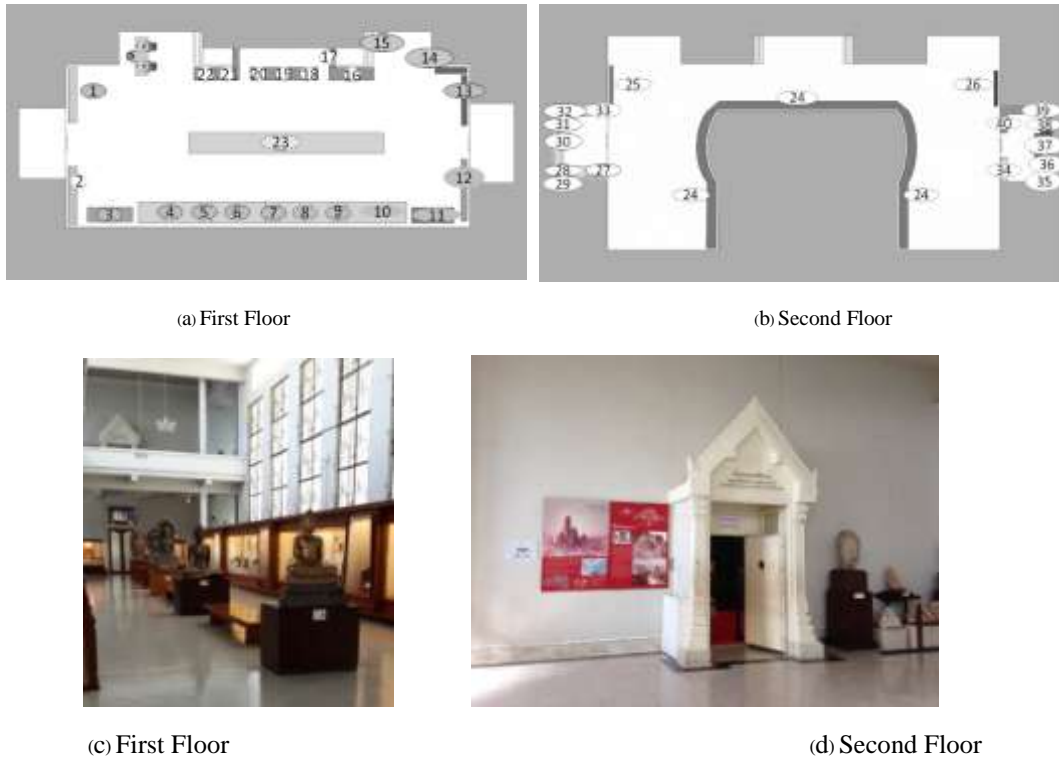 15
17
14
22 21 20 19 18 16
1
13
23
2
12
3 4 5 6 7 8 9 10 11
25 24 26
32 33 39
31 40 38
30 37
28 27 34 36
29 35
24 24
(a) First Floor
(b) Second Floor
(c) First Floor
(d) Second Floor